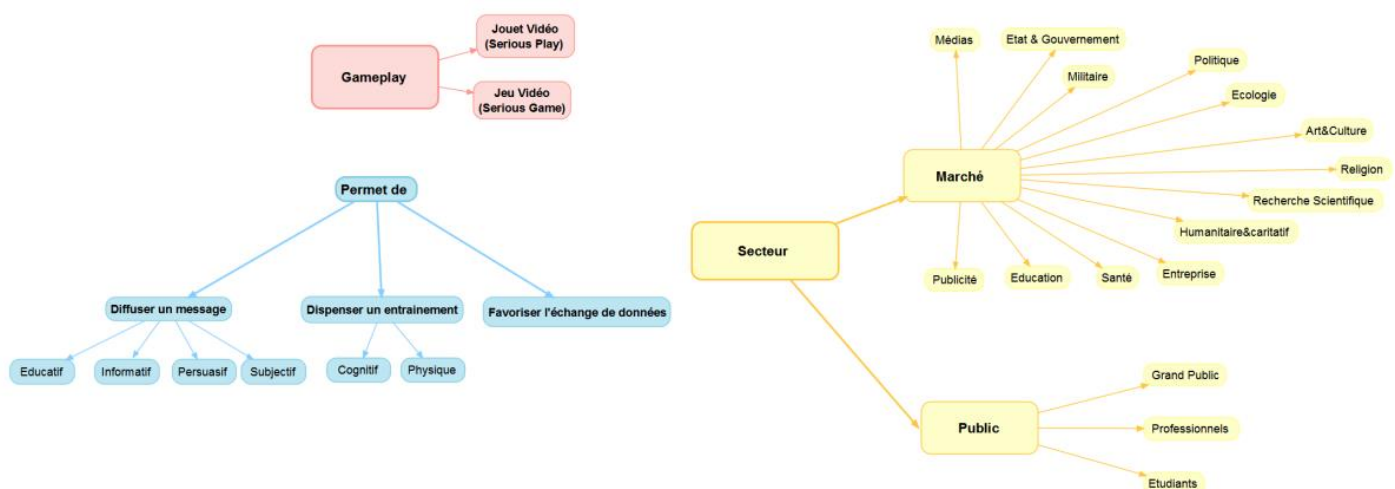 Jouet Vidéo
(Serious Play)
Gameplay
Jeu Vidéo
(Serious Game)
Permet de
Diffuser un message
Dispenser un entrainement
Favoriser l'échange de données
Educatif
Informatif
Persuasif
Subjectif
Cognitif
Physique
Secteur
Marché
Médias
Etat & Gouvernement
Militaire
Politique
Ecologie
Art&Culture
Religion
Recherche Scientifique
Humanitaire&caritatif
Entreprise
Santé
Education
Publicité
Public
Grand Public
Professionnels
Etudiants